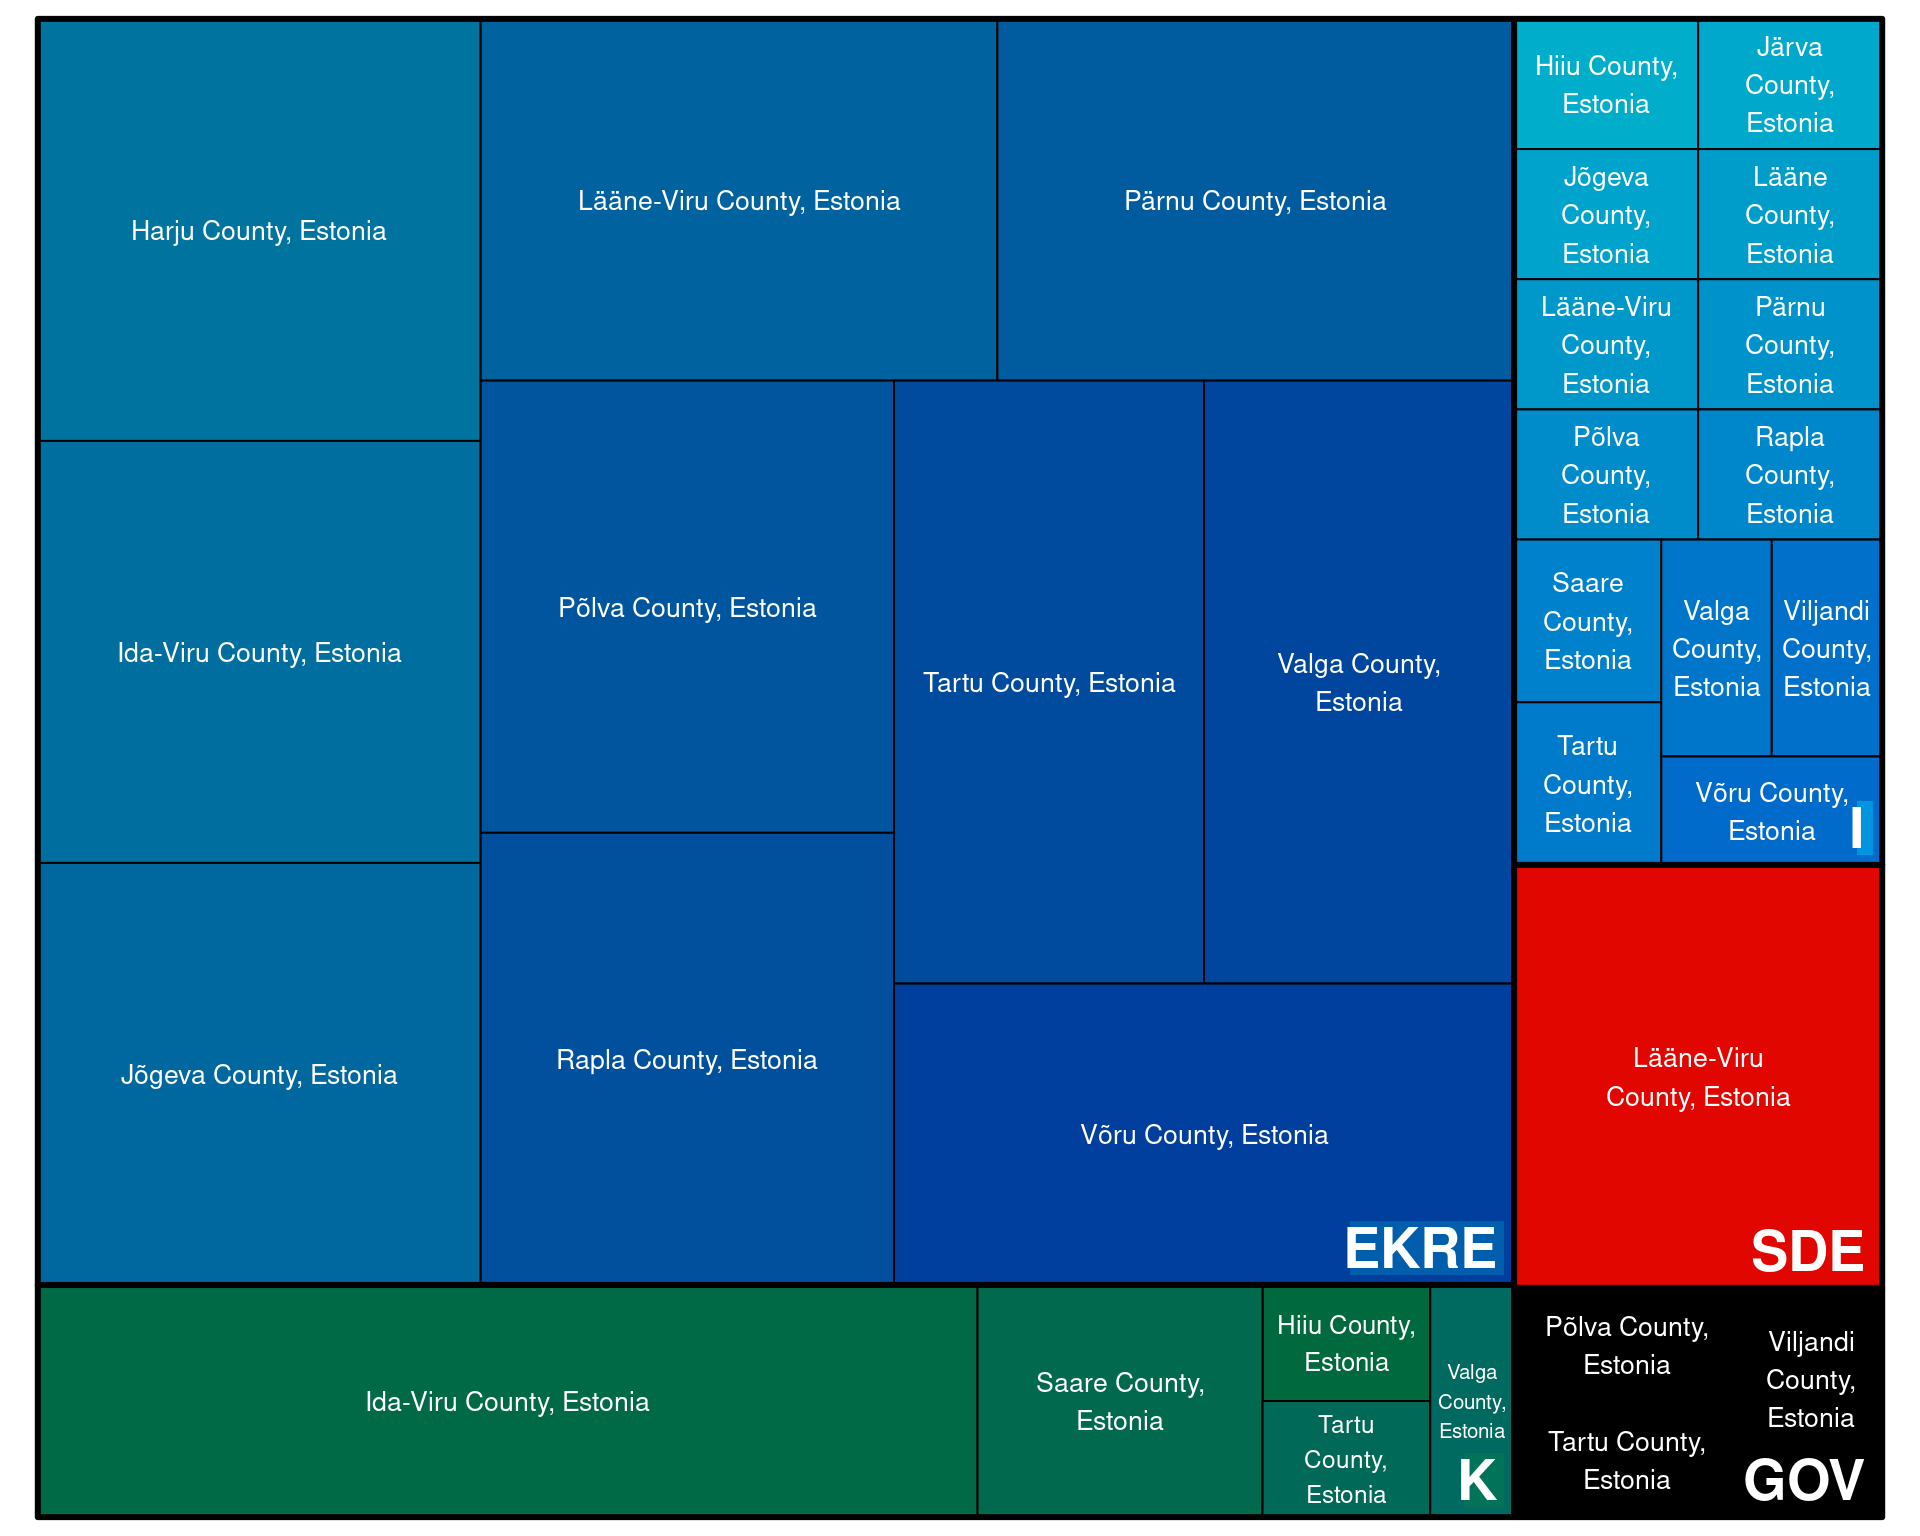 Harju County, Estonia
Ida-Viru County, Estonia
Jõgeva County, Estonia
Lääne-Viru County, Estonia
Pärnu County, Estonia
Põlva County, Estonia
Rapla County, Estonia
Tartu County, Estonia
Valga County,
Estonia
Võru County, Estonia
EKRE
Hiiu County,
Estonia
Järva
County,
Estonia
Jõgeva
County,
Estonia
Lääne
County,
Estonia
Lääne-Viru
County,
Estonia
Pärnu
County,
Estonia
Põlva
County,
Estonia
Rapla
County,
Estonia
Saare
County,
Estonia
Tartu
County,
Estonia
Valga
County,
Estonia
Viljandi
County,
Estonia
Võru County,
Estonia
I
Lääne-Viru
County, Estonia
SDE
Ida-Viru County, Estonia
Saare County,
Estonia
Hiiu County,
Estonia
Tartu
County,
Estonia
Valga
County,
Estonia
K
Põlva County,
Estonia
Tartu County,
Estonia
Viljandi
County,
Estonia
GOV